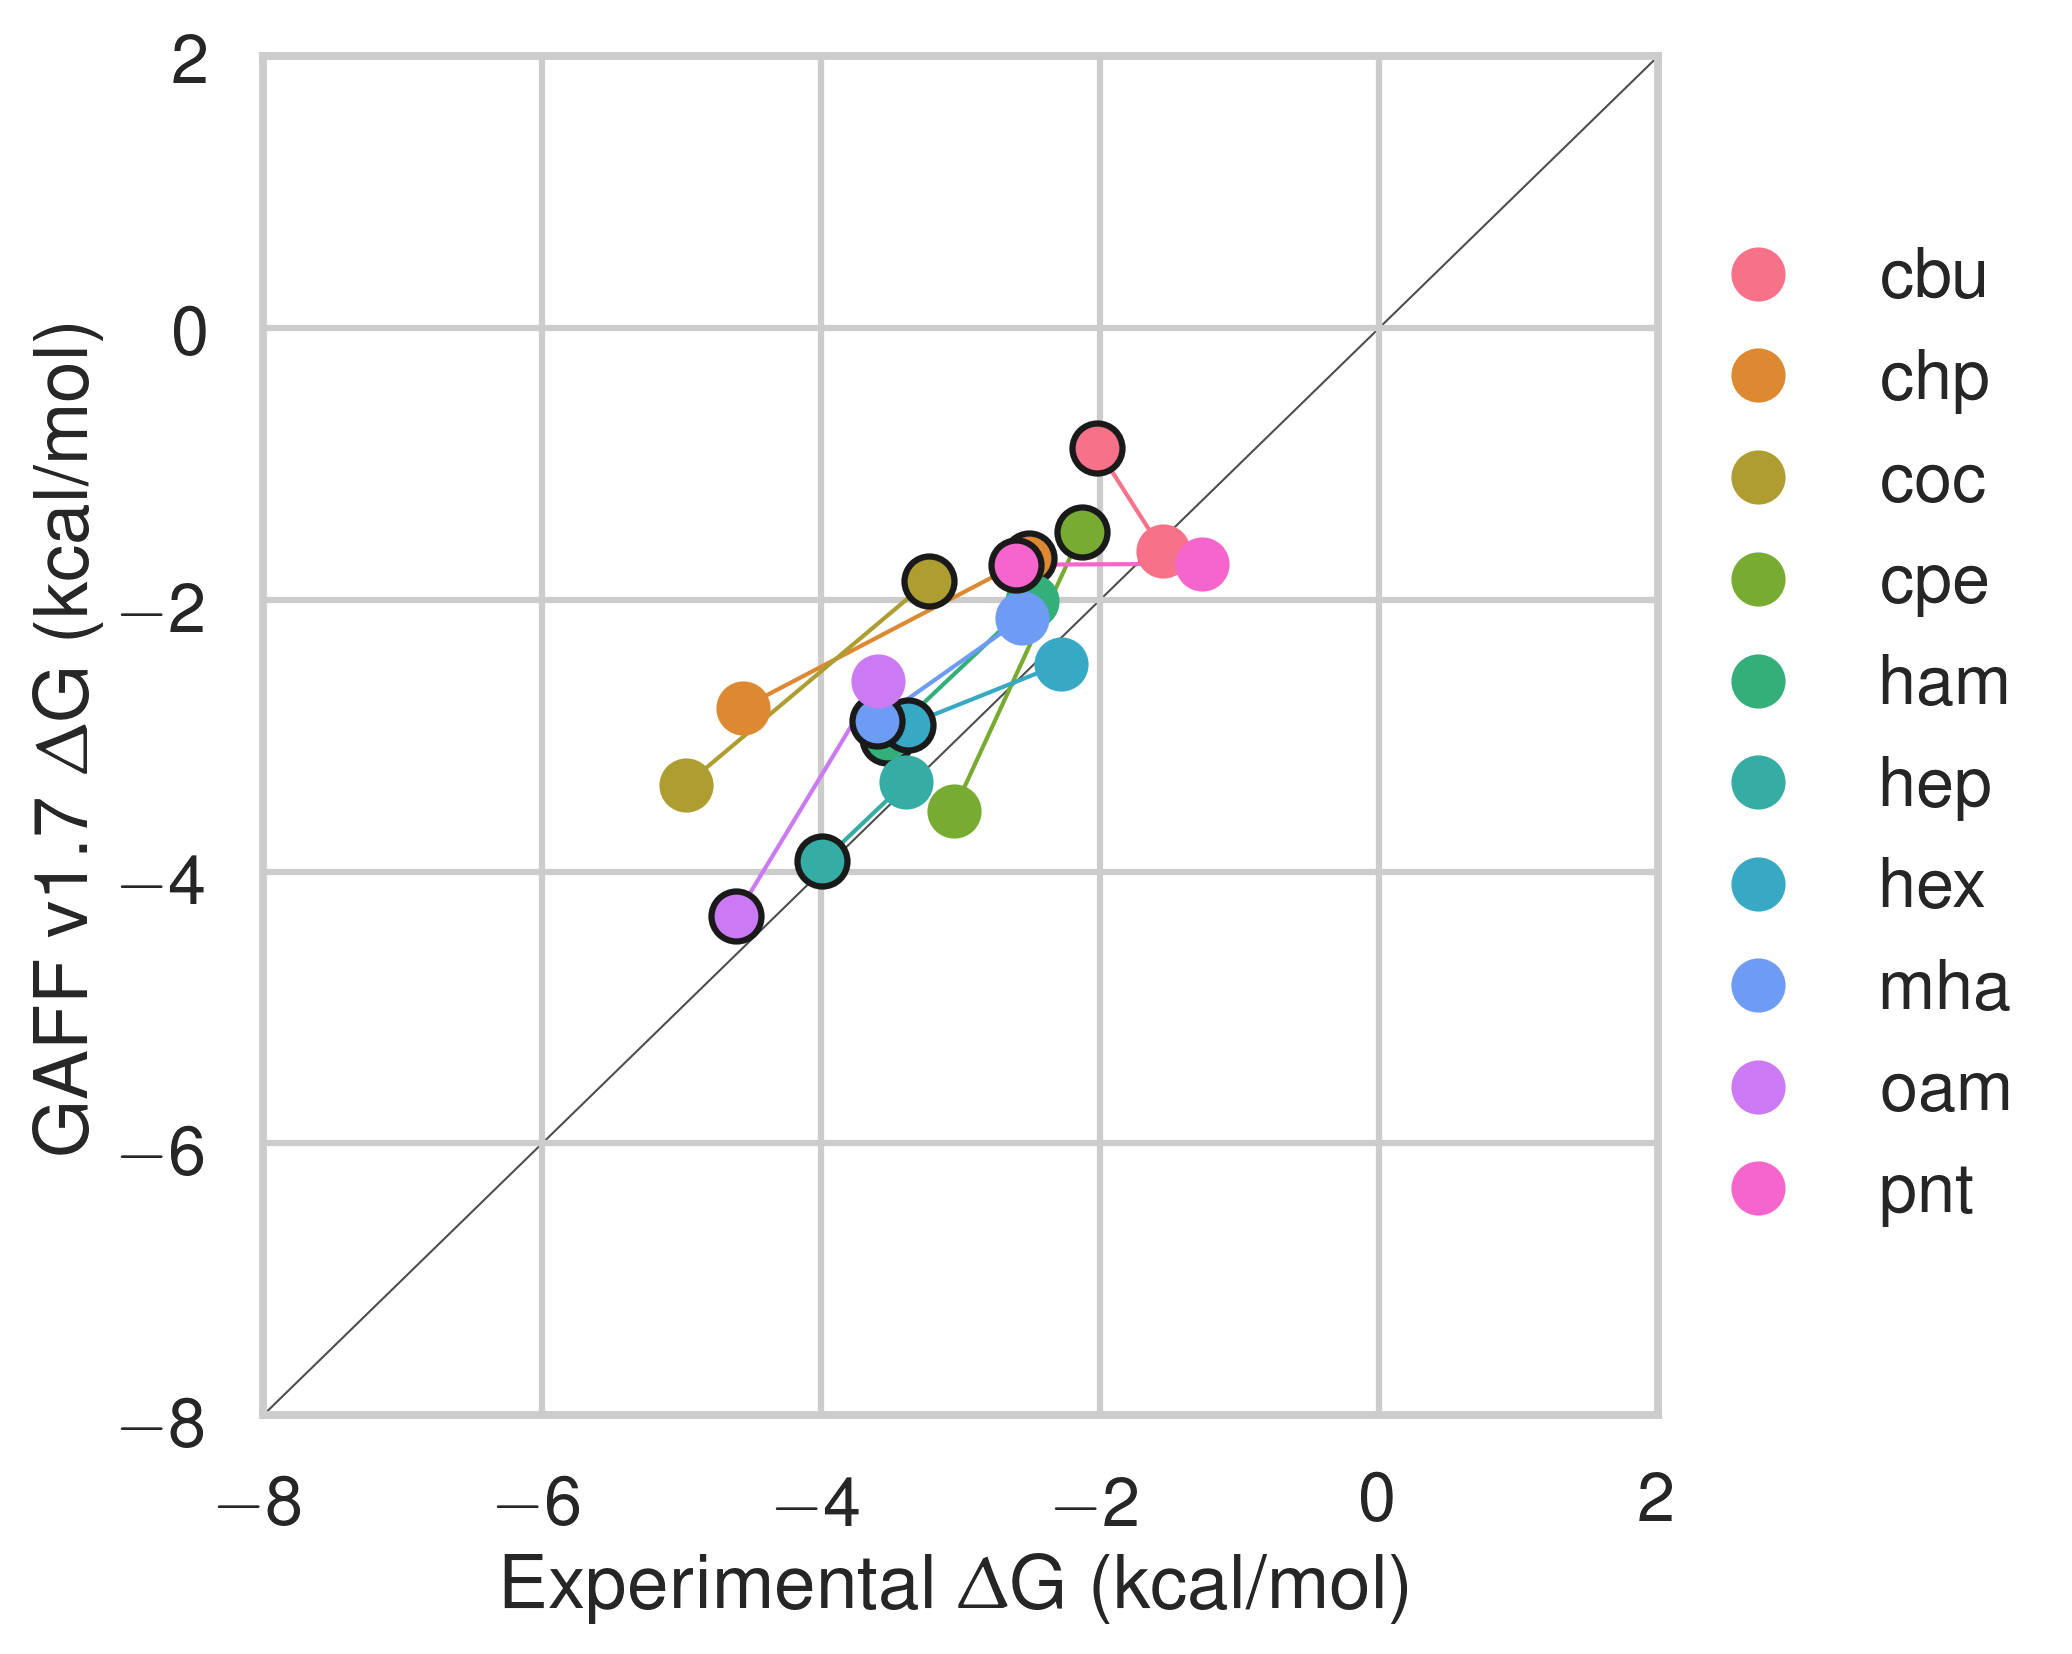 2
0
−2
−4
−6
−8
GAFF v1.7 ΔG (kcal/mol)
−8 −6 −4 −2 0 2
Experimental ΔG (kcal/mol)
cbu
chp
coc
cpe
ham
hep
hex
mha
oam
pnt